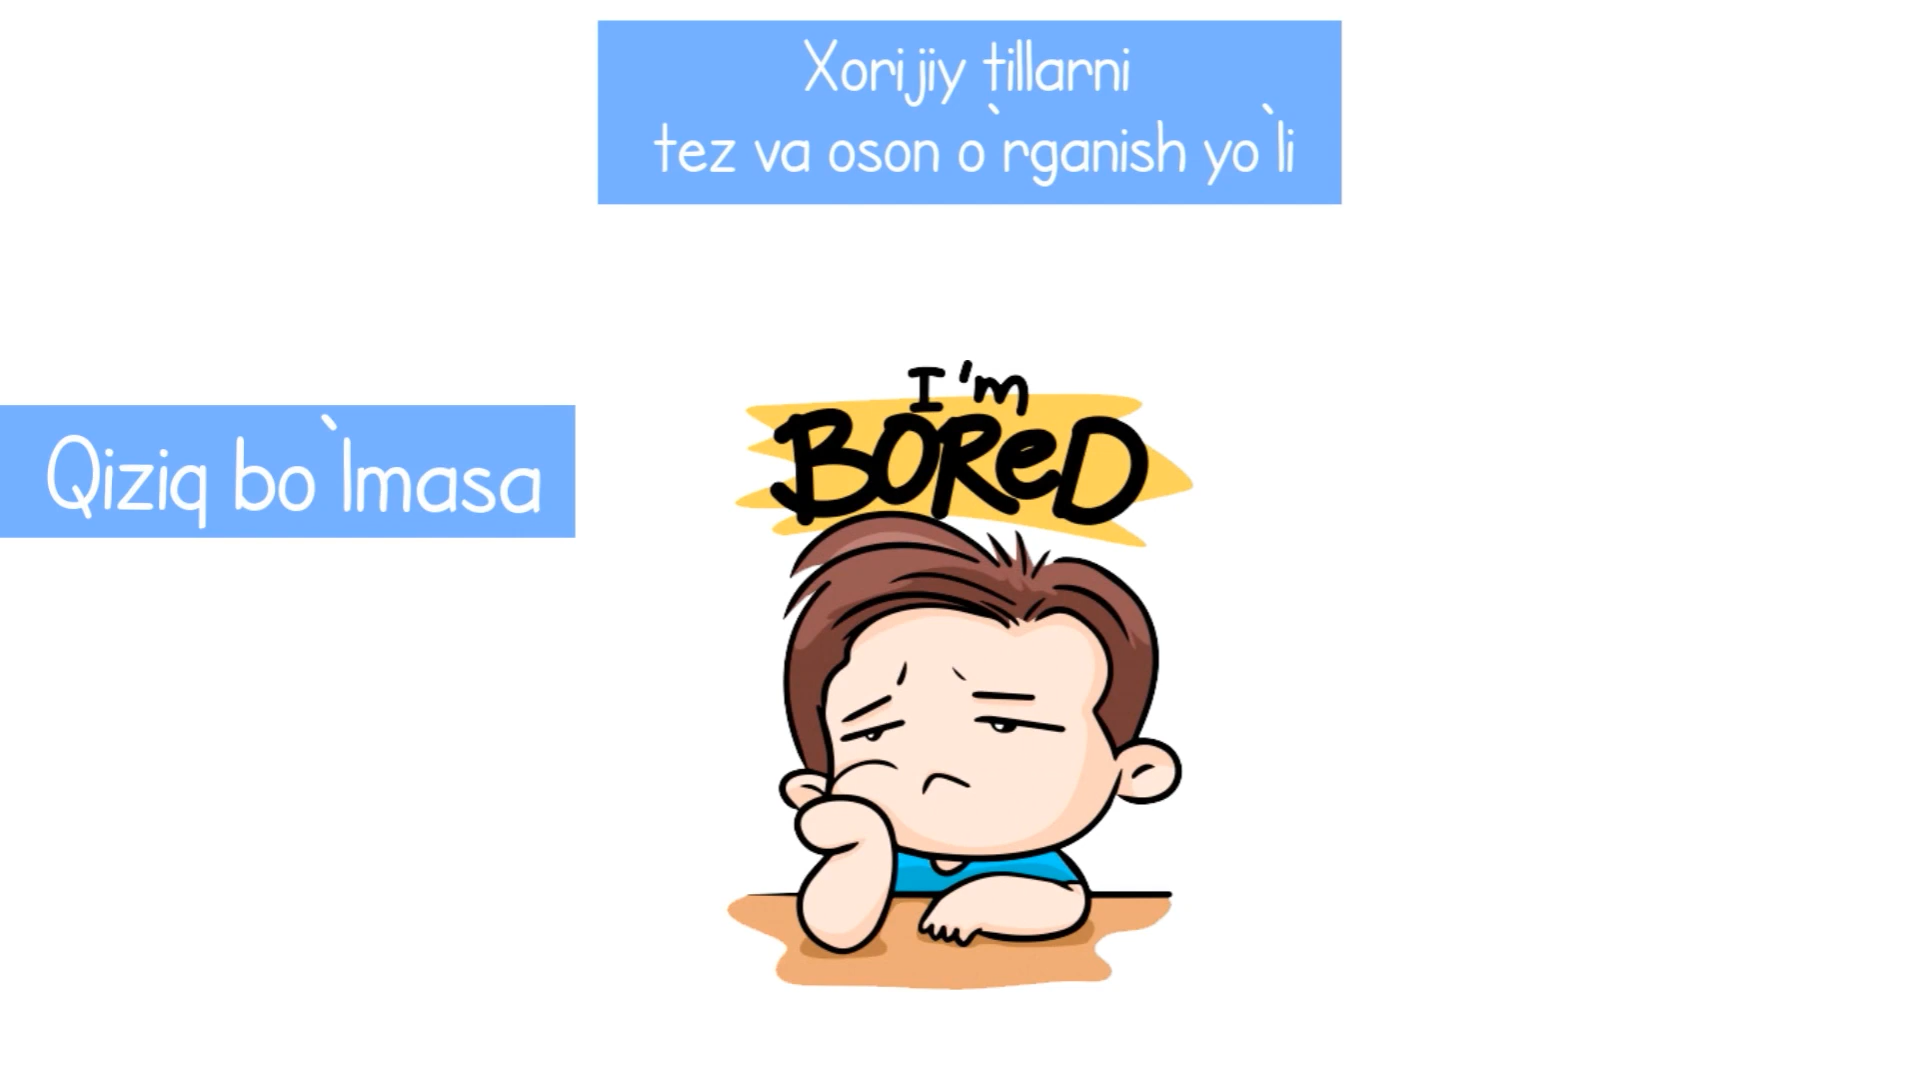 Xorijiy tillarni
tez va oson o`rganish yo`li
Qiziq bo`lmasa
I'm
BOReD